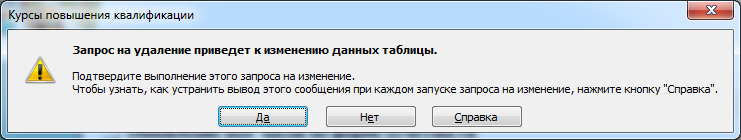 Курсы повышения квалификации
Запрос на удаление приведет к изменению данных таблицы.
Подтвердите выполнение этого запроса на изменение.
Чтобы узнать, как устранить вывод этого сообщения при каждом запуске запроса на изменение, нажмите кнопку "Справка".
Да Нет Справка